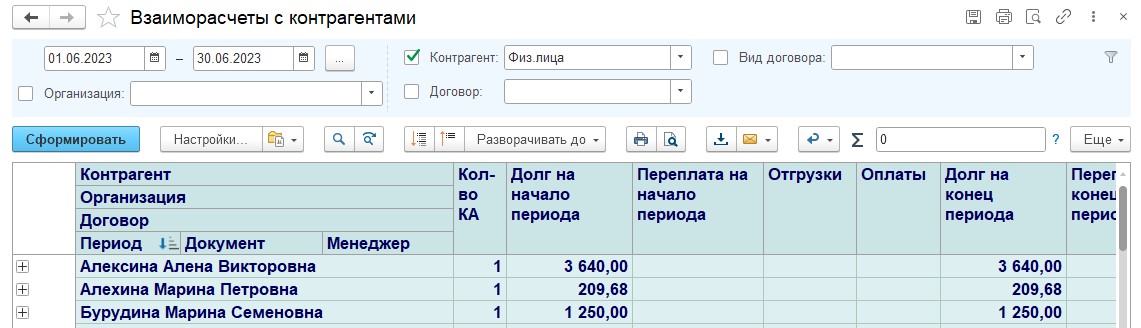 Взаиморасчеты с контрагентами
01.06.2023 – 30.06.2023 ... Контрагент: Физ.лица Вид договора:
Организация: Договор:
Сформировать Настройки... Разворачивать до Σ 0 ? Еще
Контрагент Кол-во КА Долг на начало периода Переплата на начало периода Отгрузки Оплаты Долг на конец периода
Организация
Договор
Период Документ Менеджер
Алексина Алена Викторовна 1 3 640,00 3 640,00
Алехина Марина Петровна 1 209,68 209,68
Бурудина Марина Семеновна 1 1 250,00 1 250,00